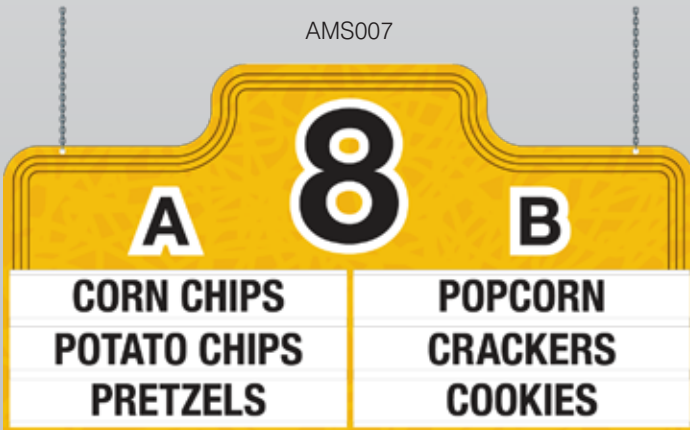 AMS007
8
A B
CORN CHIPS POPCORN
POTATO CHIPS CRACKERS
PRETZELS COOKIES